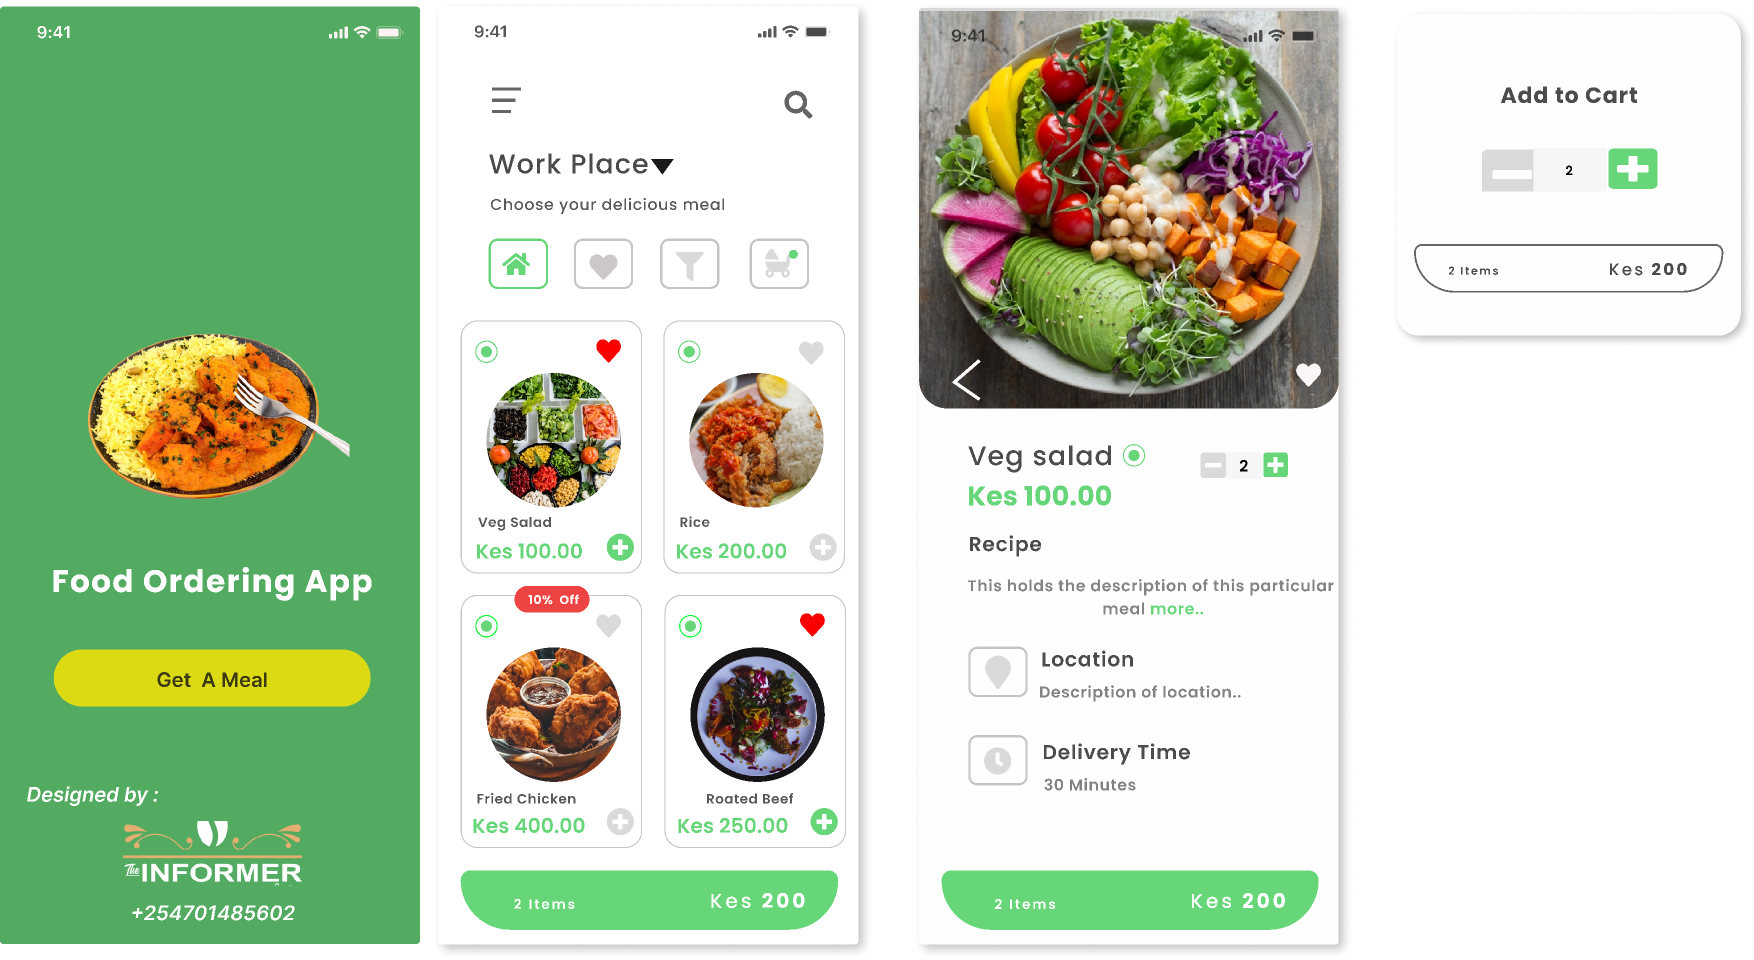 9:41
Food Ordering App
Get A Meal
Designed by :
The
INFORMER
+254701485602
9:41
Work Place
Choose your delicious meal
Veg Salad
Kes 100.00
Rice
Kes 200.00
10% Off
Fried Chicken
Kes 400.00
Roated Beef
Kes 250.00
2 Items Kes 200
9:41
Veg salad
2
Kes 100.00
Recipe
This holds the description of this particular
meal more..
Location
Description of location..
Delivery Time
30 Minutes
2 Items Kes 200
Add to Cart
2
2 Items Kes 200